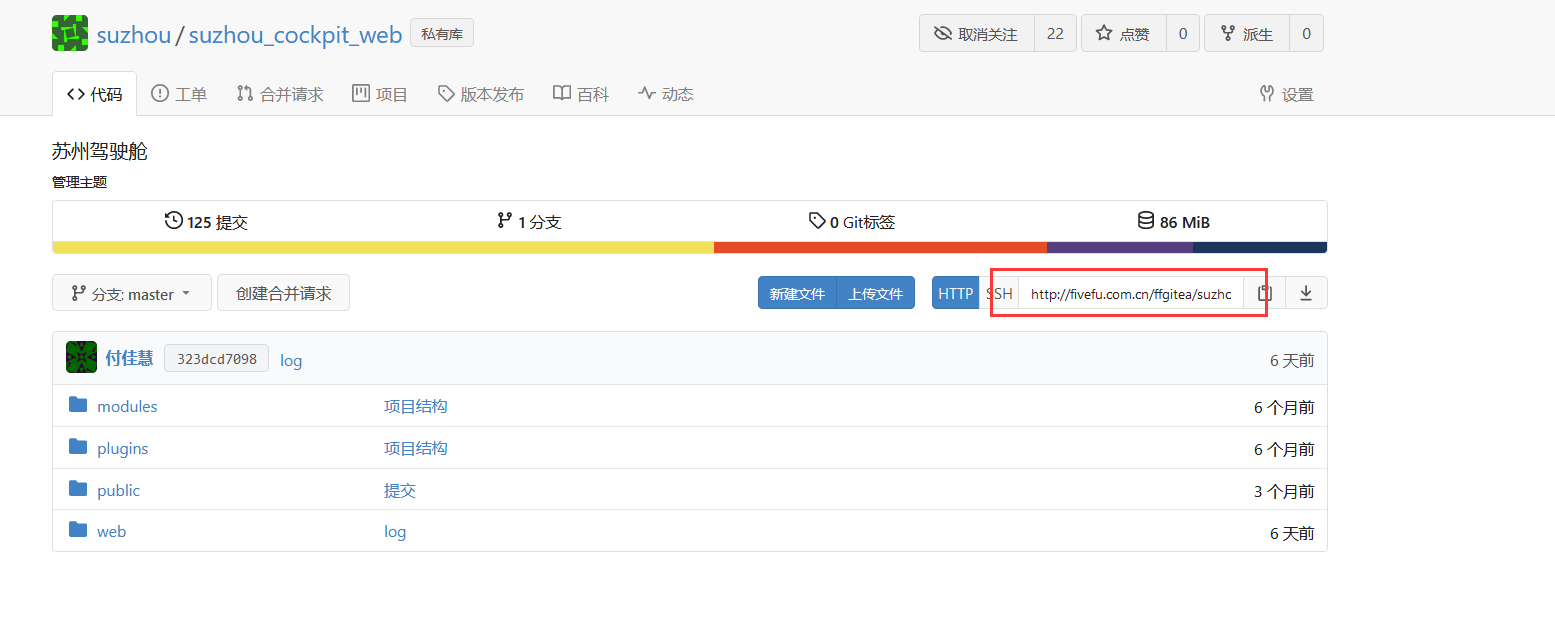 suzhou / suzhou_cockpit_web 私有库 取消关注 22 点赞 0 派生 0
代码 工单 合并请求 项目 版本发布 百科 动态 设置
苏州驾驶舱
管理主题
125 提交 1 分支 0 Git标签 86 MiB
分支: master 创建合并请求 新建文件 上传文件 HTTP SSH http://fivefu.com.cn/ffgitea/suzhc
付佳慧 323dcd7098 log 6 天前
modules 项目结构 6 个月前
plugins 项目结构 6 个月前
public 提交 3 个月前
web log 6 天前